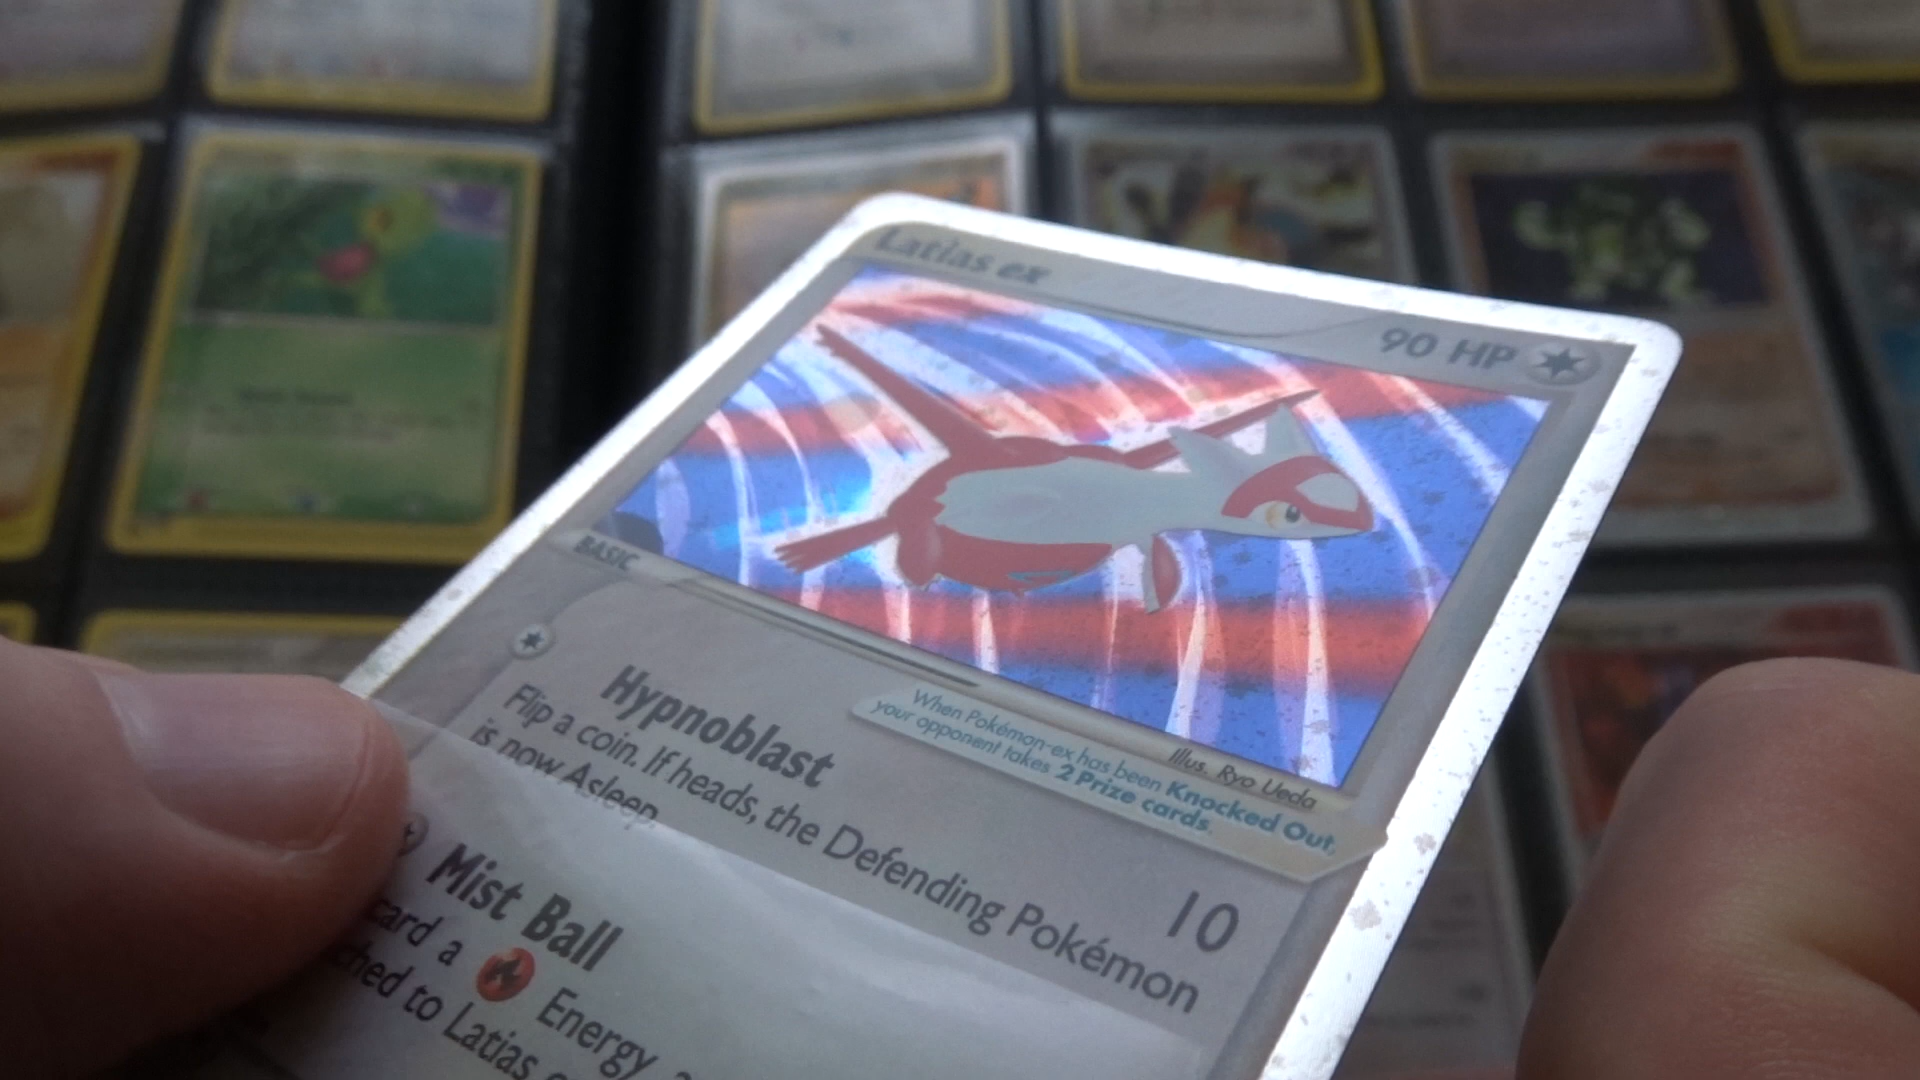 Latias ex
90 HP
BASIC
Illus. Ryo Ueda
When Pokémon-ex has been Knocked Out,
your opponent takes 2 Prize cards.
Hypnoblast
10
Flip a coin. If heads, the Defending Pokémon
is now Asleep.
Mist Ball
card a Energy
to Latias